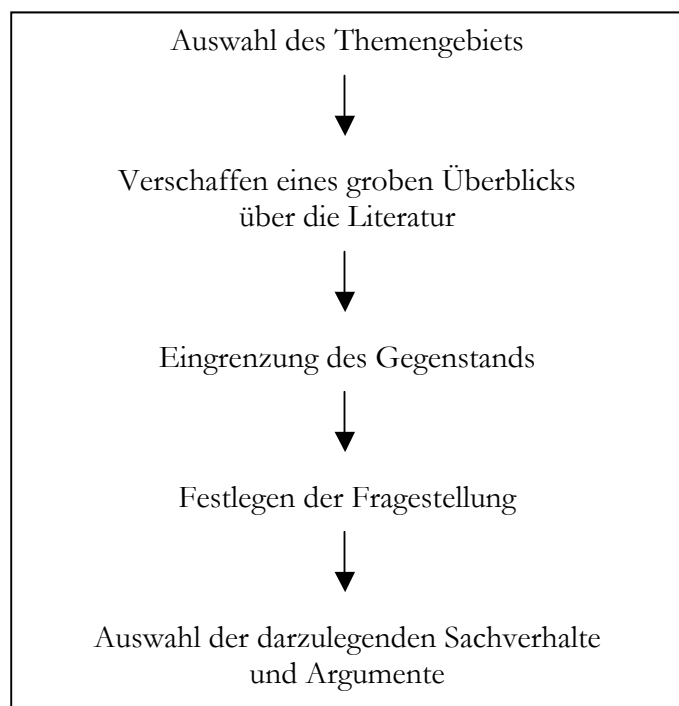 Auswahl des Themengebiets
Verschaffen eines groben Überblicks
über die Literatur
Eingrenzung des Gegenstands
Festlegen der Fragestellung
Auswahl der darzulegenden Sachverhalte
und Argumente